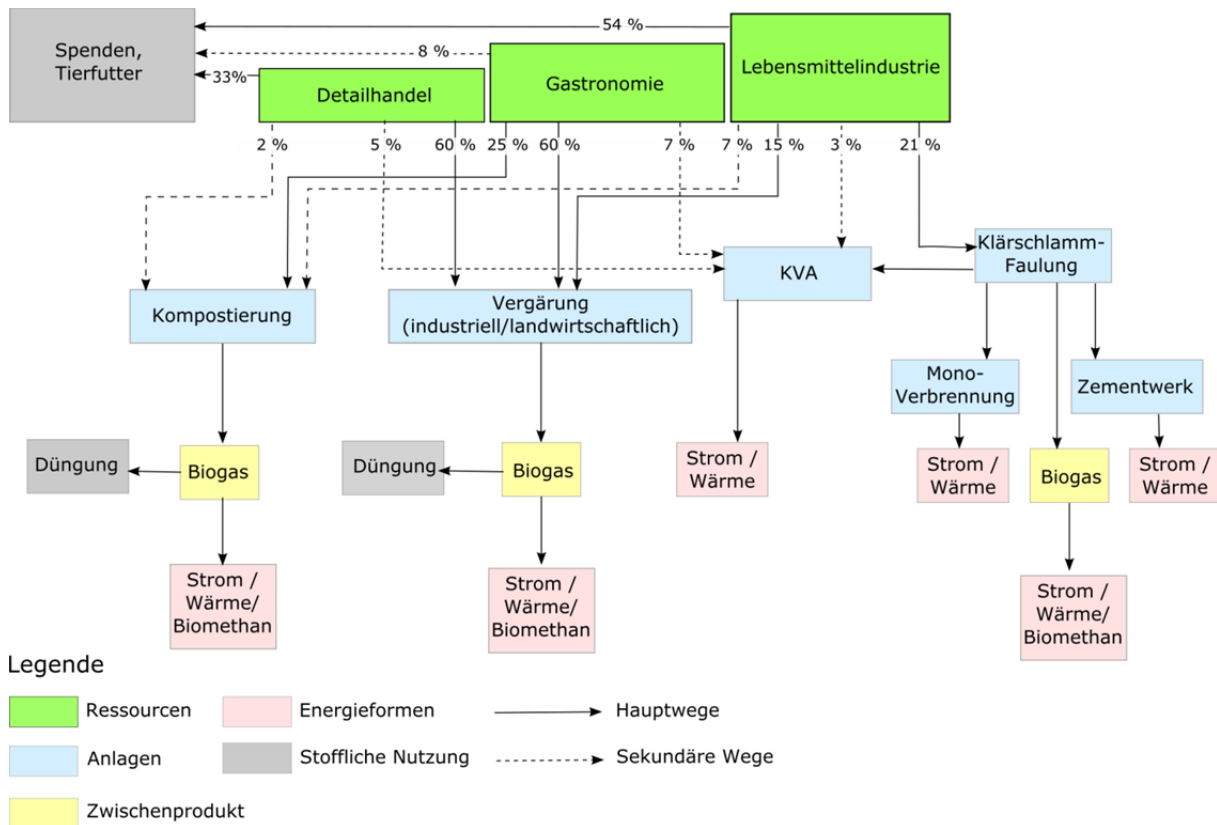 54 %
Spenden,
Tierfutter
8 %
33%
Detailhandel
Gastronomie
Lebensmittelindustrie
2 %
5 %
60 %
25 %
60 %
7 %
7 %
15 %
3 %
21 %
Kompostierung
Vergärung
(industriell/landwirtschaftlich)
KVA
Klärschlamm-
Faulung
Mono-
Verbrennung
Zementwerk
Düngung
Biogas
Düngung
Biogas
Strom /
Wärme
Strom /
Wärme
Biogas
Strom /
Wärme
Strom /
Wärme/
Biomethan
Strom /
Wärme/
Biomethan
Strom /
Wärme/
Biomethan
Legende
Ressourcen
Energieformen
Hauptwege
Anlagen
Stoffliche Nutzung
Sekundäre Wege
Zwischenprodukt